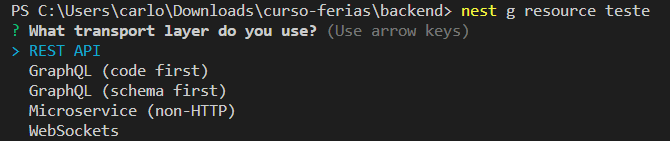 PS C:\Users\carlo\Downloads\curso-ferias\backend> nest g resource teste
? What transport layer do you use? (Use arrow keys)
> REST API
GraphQL (code first)
GraphQL (schema first)
Microservice (non-HTTP)
WebSockets